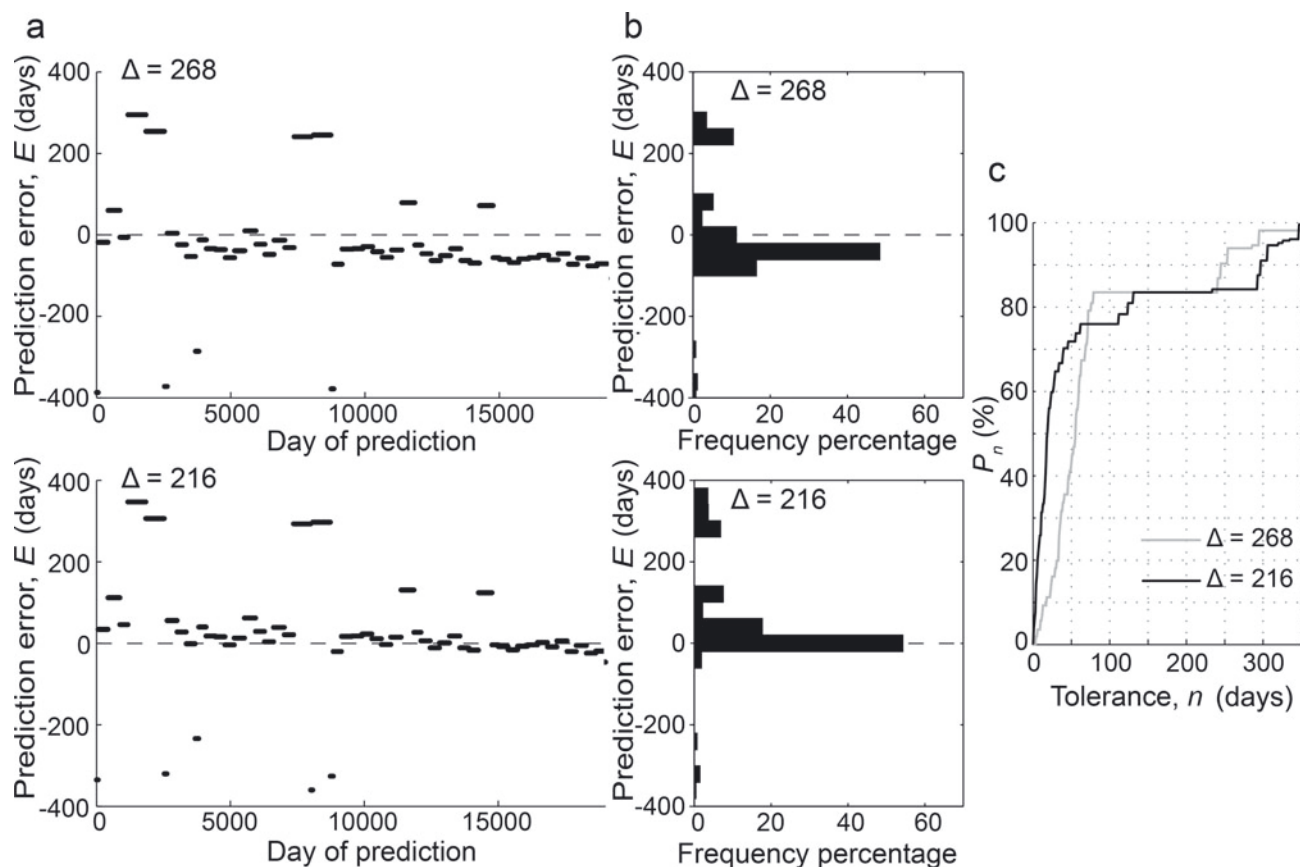 a
Δ = 268
Prediction error, E (days)
400
200
0
-200
-400
0
5000
10000
15000
Day of prediction
b
Δ = 268
Prediction error, E (days)
400
200
0
-200
-400
0
20
40
60
Frequency percentage
Δ = 216
Prediction error, E (days)
400
200
0
-200
-400
0
5000
10000
15000
Day of prediction
Δ = 216
Prediction error, E (days)
400
200
0
-200
-400
0
20
40
60
Frequency percentage
c
Pn (%)
100
80
60
40
20
0
Δ = 268
Δ = 216
0
100
200
300
Tolerance, n (days)